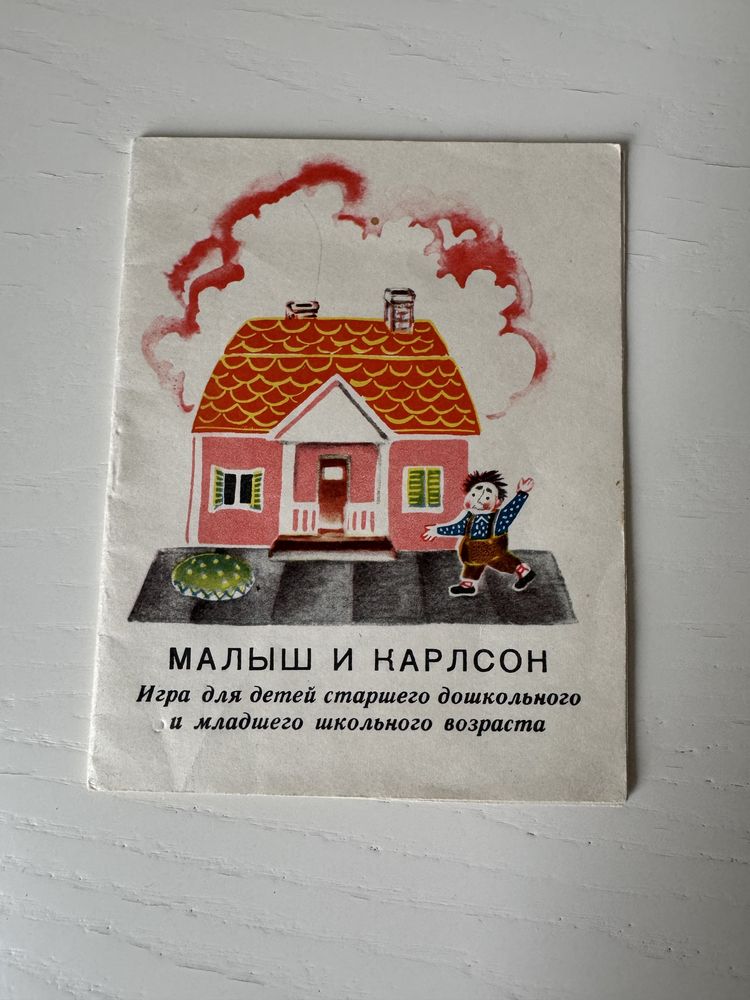 МАЛЫШ И КАРЛСОН
Игра для детей старшего дошкольного
и младшего школьного возраста